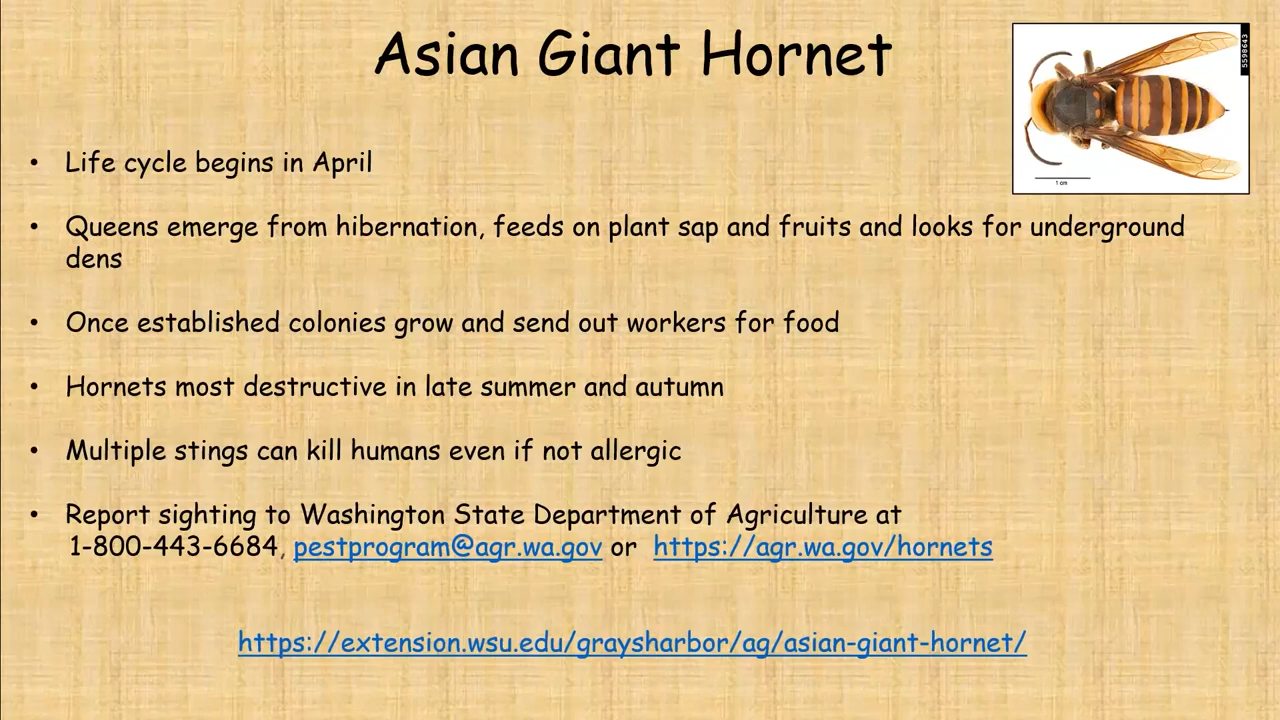 Asian Giant Hornet
5598643
1 cm
• Life cycle begins in April
• Queens emerge from hibernation, feeds on plant sap and fruits and looks for underground
dens
• Once established colonies grow and send out workers for food
• Hornets most destructive in late summer and autumn
• Multiple stings can kill humans even if not allergic
• Report sighting to Washington State Department of Agriculture at
1-800-443-6684, pestprogram@agr.wa.gov or https://agr.wa.gov/hornets
https://extension.wsu.edu/graysharbor/ag/asian-giant-hornet/